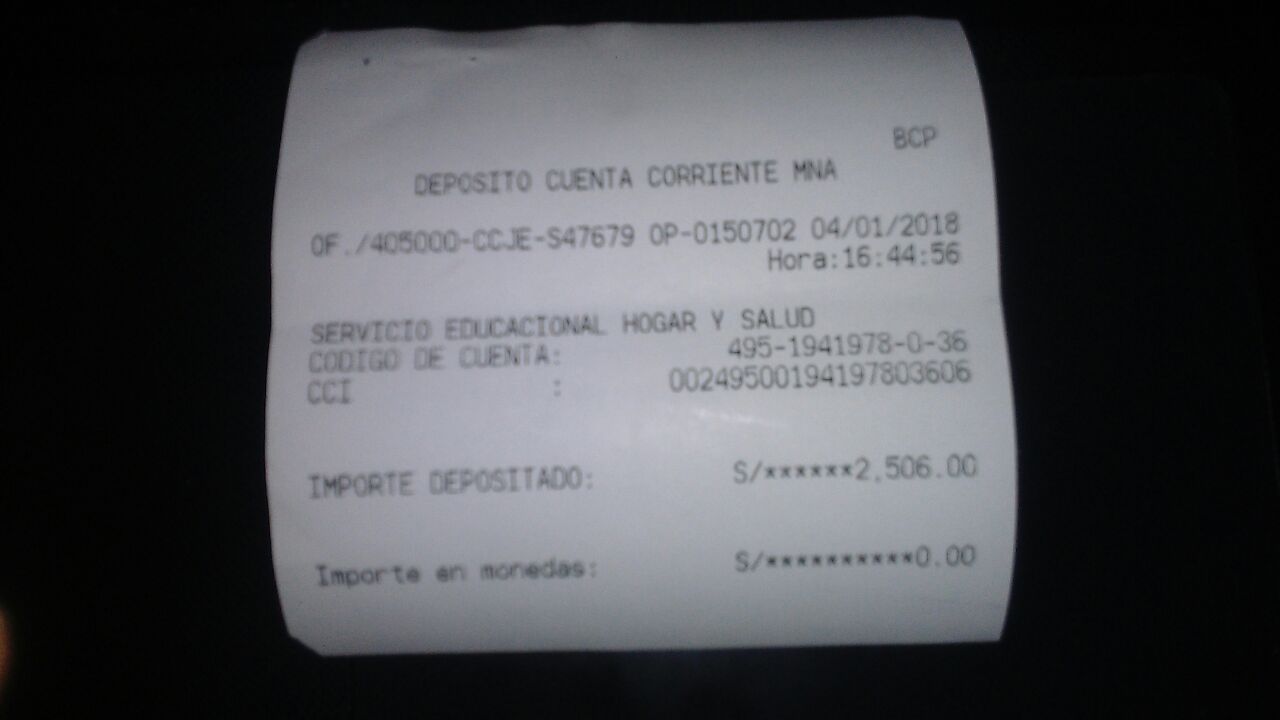 BCP
DEPOSITO CUENTA CORRIENTE MNA
OF./405000-CCJE-S47679 OP-0150702 04/01/2018
Hora:16:44:56
SERVICIO EDUCACIONAL HOGAR Y SALUD
CODIGO DE CUENTA: 495-1941978-0-36
CCI : 00249500194197803606
IMPORTE DEPOSITADO: S/******2,506.00
Importe en monedas: S/**********0.00